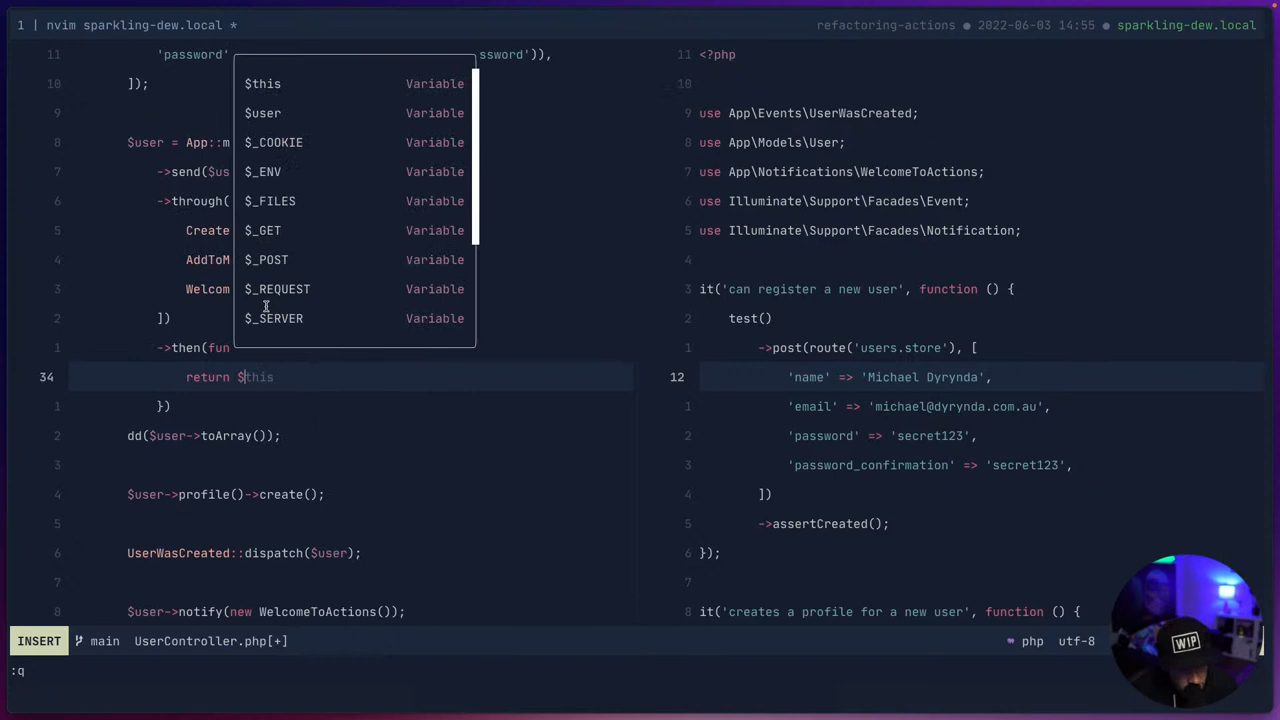 1 | nvim sparkling-dew.local *
refactoring-actions ● 2022-06-03 14:55 ● sparkling-dew.local
11 'password' ssword')),
10 ]);
9
8 $user = App::m
7 ->send($us
6 ->through(
5 Create
4 AddToM
3 Welcom
2 ])
1 ->then(fun
34 return $this
1 })
2 dd($user->toArray());
3
4 $user->profile()->create();
5
6 UserWasCreated::dispatch($user);
7
8 $user->notify(new WelcomeToActions());
$this Variable
$user Variable
$_COOKIE Variable
$_ENV Variable
$_FILES Variable
$_GET Variable
$_POST Variable
$_REQUEST Variable
$_SERVER Variable
11 <?php
10
9 use App\Events\UserWasCreated;
8 use App\Models\User;
7 use App\Notifications\WelcomeToActions;
6 use Illuminate\Support\Facades\Event;
5 use Illuminate\Support\Facades\Notification;
4
3 it('can register a new user', function () {
2 test()
1 ->post(route('users.store'), [
12 'name' => 'Michael Dyrynda',
1 'email' => 'michael@dyrynda.com.au',
2 'password' => 'secret123',
3 'password_confirmation' => 'secret123',
4 ])
5 ->assertCreated();
6 });
7
8 it('creates a profile for a new user', function () {
INSERT main UserController.php[+]
php utf-8
:q
WIP